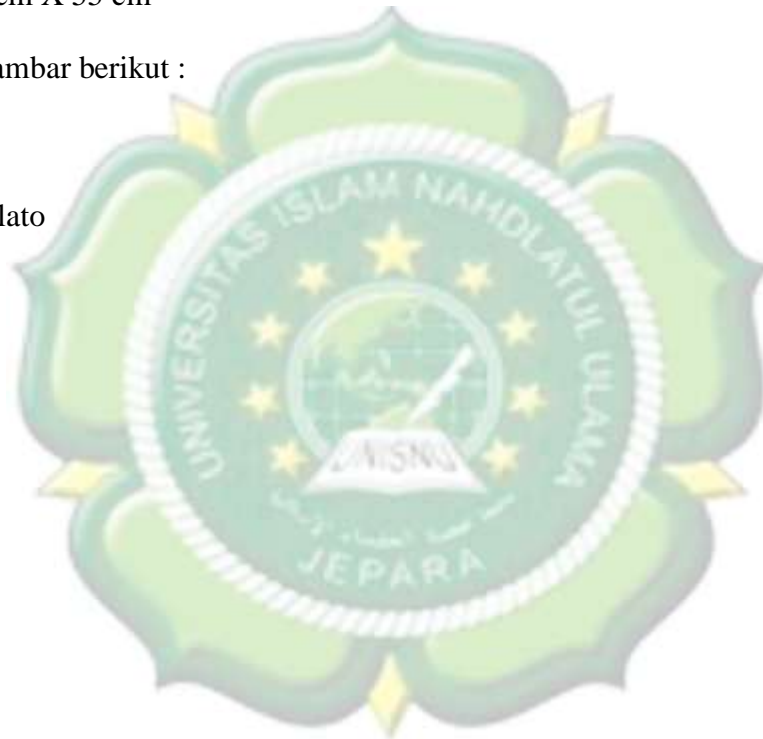 cm X 35 cm
ambar berikut :
lato
UNIVERSITAS ISLAM NAHDLATUL ULAMA
UNISNU
JEPARA